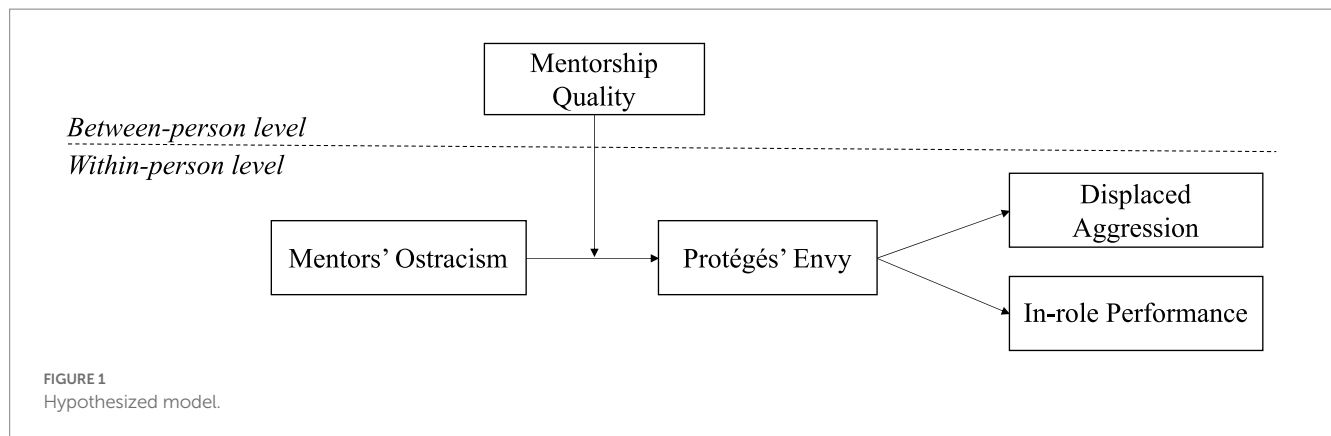 Mentorship
Quality
Between-person level
Within-person level
Displaced
Aggression
Mentors’ Ostracism
Protégés’ Envy
In-role Performance
FIGURE 1
Hypothesized model.